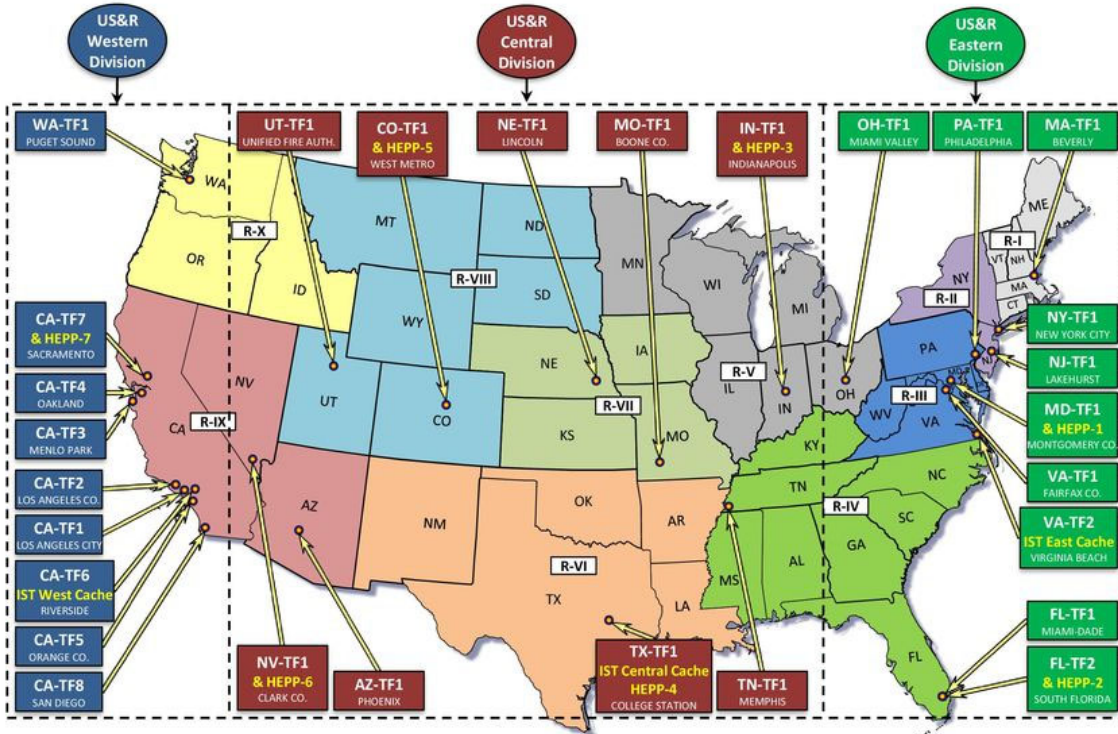 US&R
Western
Division
US&R
Central
Division
US&R
Eastern
Division
WA-TF1
PUGET SOUND
UT-TF1
UNIFIED FIRE AUTH.
CO-TF1
& HEPP-5
WEST METRO
NE-TF1
LINCOLN
MO-TF1
BOONE CO.
IN-TF1
& HEPP-3
INDIANAPOLIS
OH-TF1
MIAMI VALLEY
PA-TF1
PHILADELPHIA
MA-TF1
BEVERLY
CA-TF7
& HEPP-7
SACRAMENTO
CA-TF4
OAKLAND
CA-TF3
MENLO PARK
CA-TF2
LOS ANGELES CO.
CA-TF1
LOS ANGELES CITY
CA-TF6
IST West Cache
RIVERSIDE
CA-TF5
ORANGE CO.
CA-TF8
SAN DIEGO
WA
R-X
OR
ID
MT
ND
R-VIII
SD
WY
NV
UT
CO
CA
R-IX
AZ
NM
NE
IA
R-VII
KS
MO
OK
AR
R-VI
TX
LA
MN
WI
MI
R-V
IL
IN
OH
KY
TN
NC
R-IV
SC
MS
AL
GA
FL
PA
R-III
WV
VA
MD
NY
R-II
NJ
ME
R-I
VT
NH
MA
CT
NY-TF1
NEW YORK CITY
NJ-TF1
LAKEHURST
MD-TF1
& HEPP-1
MONTGOMERY CO.
VA-TF1
FAIRFAX CO.
VA-TF2
IST East Cache
VIRGINIA BEACH
FL-TF1
MIAMI-DADE
FL-TF2
& HEPP-2
SOUTH FLORIDA
NV-TF1
& HEPP-6
CLARK CO.
AZ-TF1
PHOENIX
TX-TF1
IST Central Cache
HEPP-4
COLLEGE STATION
TN-TF1
MEMPHIS